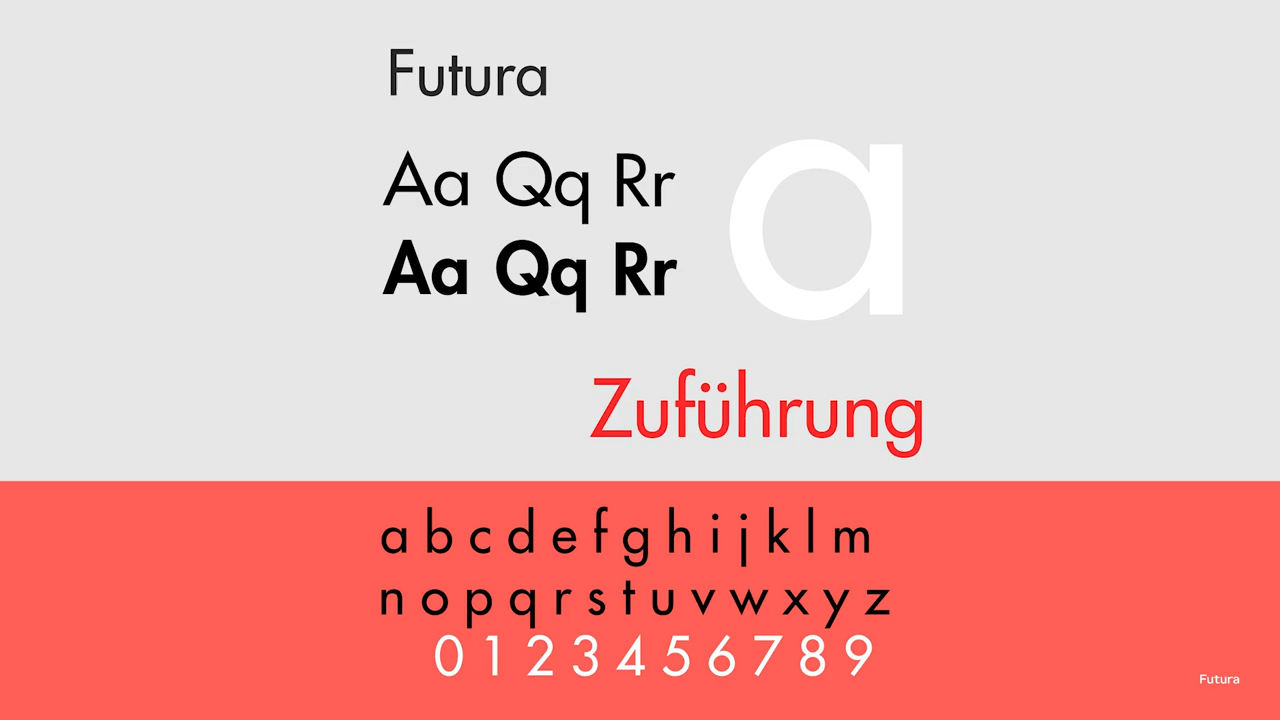 Futura
Aa Qq Rr
Aa Qq Rr
a
Zuführung
a b c d e f g h i j k l m
n o p q r s t u v w x y z
0 1 2 3 4 5 6 7 8 9
Futura